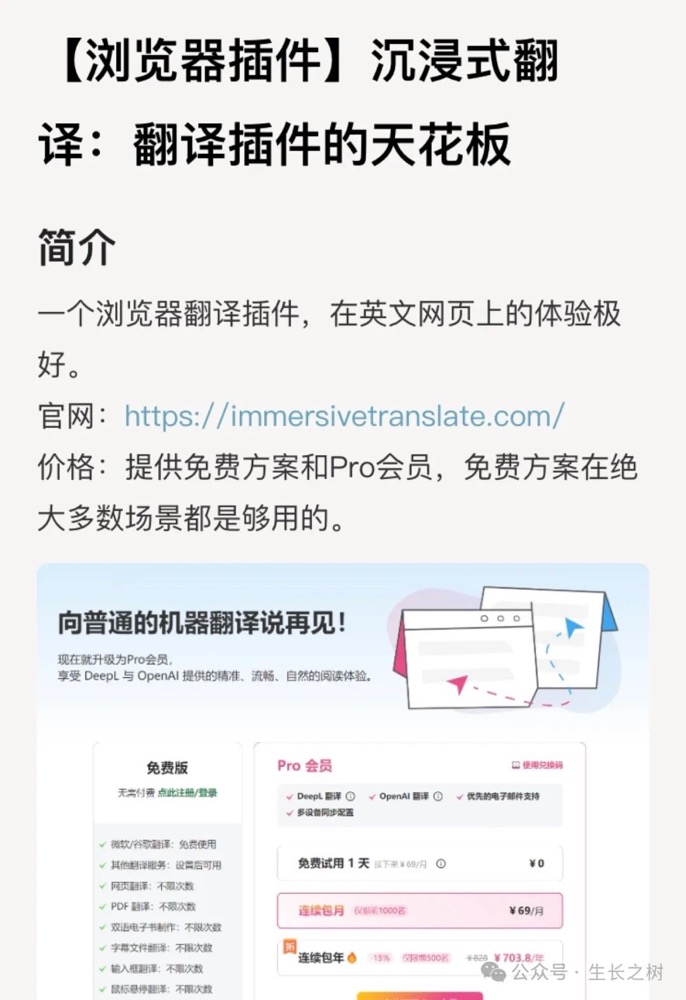 【浏览器插件】沉浸式翻
译：翻译插件的天花板
简介
一个浏览器翻译插件，在英文网页上的体验极
好。
官网：https://immersivetranslate.com/
价格：提供免费方案和Pro会员，免费方案在绝
大多数场景都是够用的。
向普通的机器翻译说再见！
现在就升级为Pro会员，
享受 DeepL 与 OpenAI 提供的精准、流畅、自然的阅读体验。
免费版
无需付费 点此注册/登录
微软/谷歌翻译：免费使用
其他翻译服务：设置后可用
网页翻译：不限次数
PDF 翻译：不限次数
双语电子书制作：不限次数
字幕文件翻译：不限次数
输入框翻译：不限次数
鼠标悬停翻译：不限次数
Pro 会员
使用兑换码
DeepL 翻译 OpenAI 翻译 优先的电子邮件支持
多设备同步配置
免费试用 1 天 接下来 ¥69/月 ¥0
连续包月 仅限前1000名 ¥69/月
连续包年 -15% 仅限前500名 ¥828 ¥703.8/年
公众号 · 生长之树